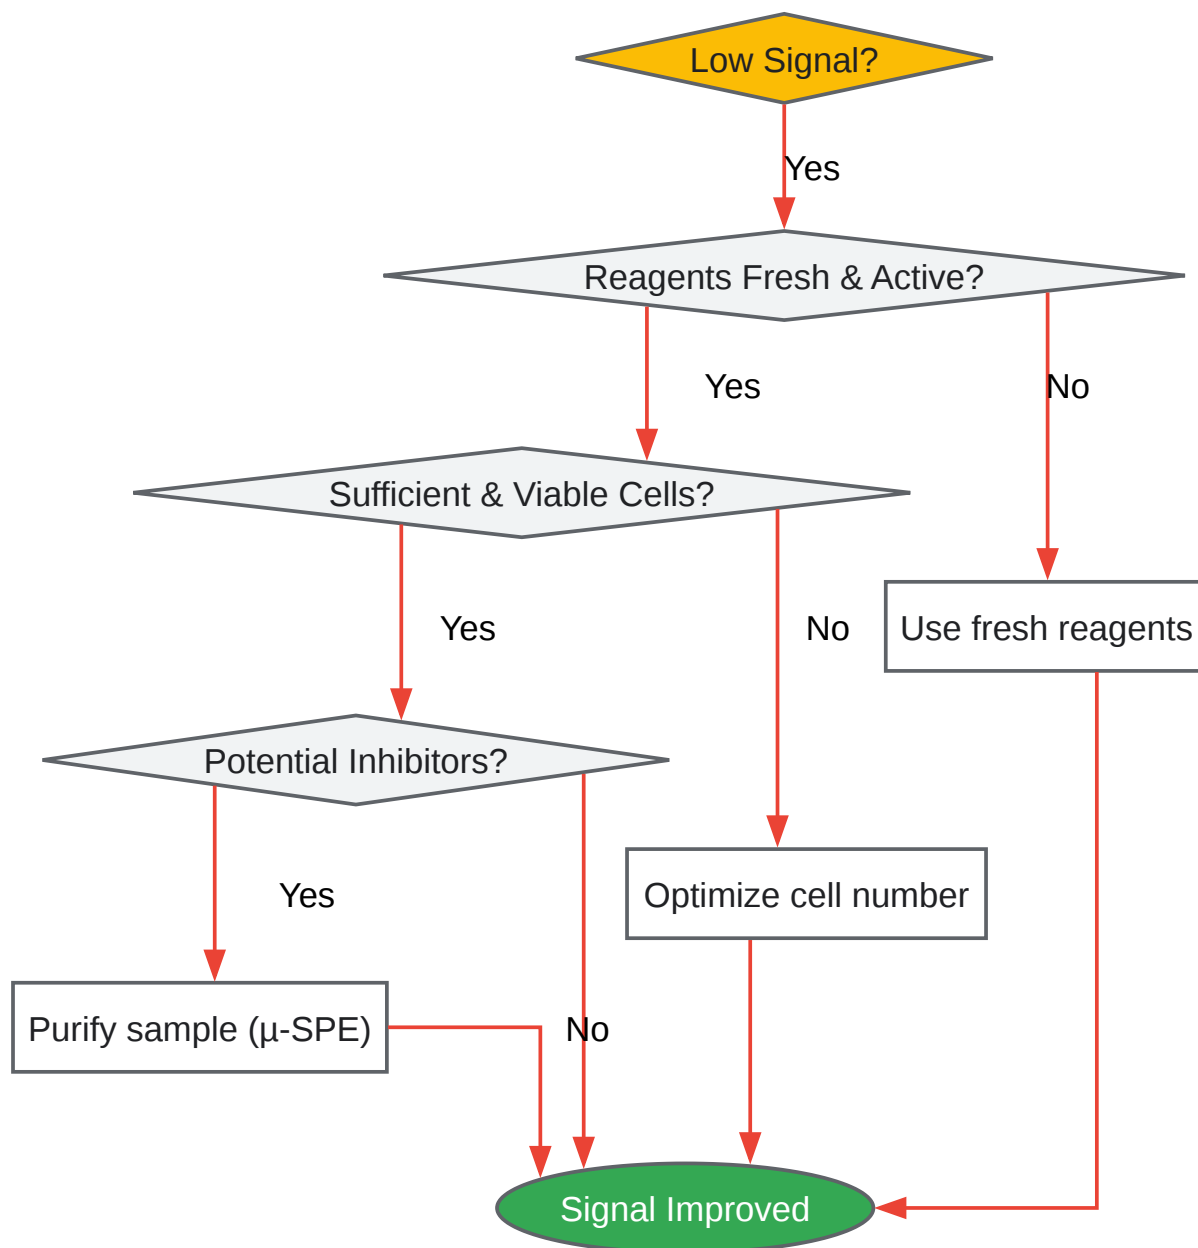 Low Signal?
Yes
Reagents Fresh & Active?
Yes
No
Sufficient & Viable Cells?
Yes
No
Use fresh reagents
Potential Inhibitors?
Yes
Optimize cell number
Purify sample (µ-SPE)
No
Signal Improved